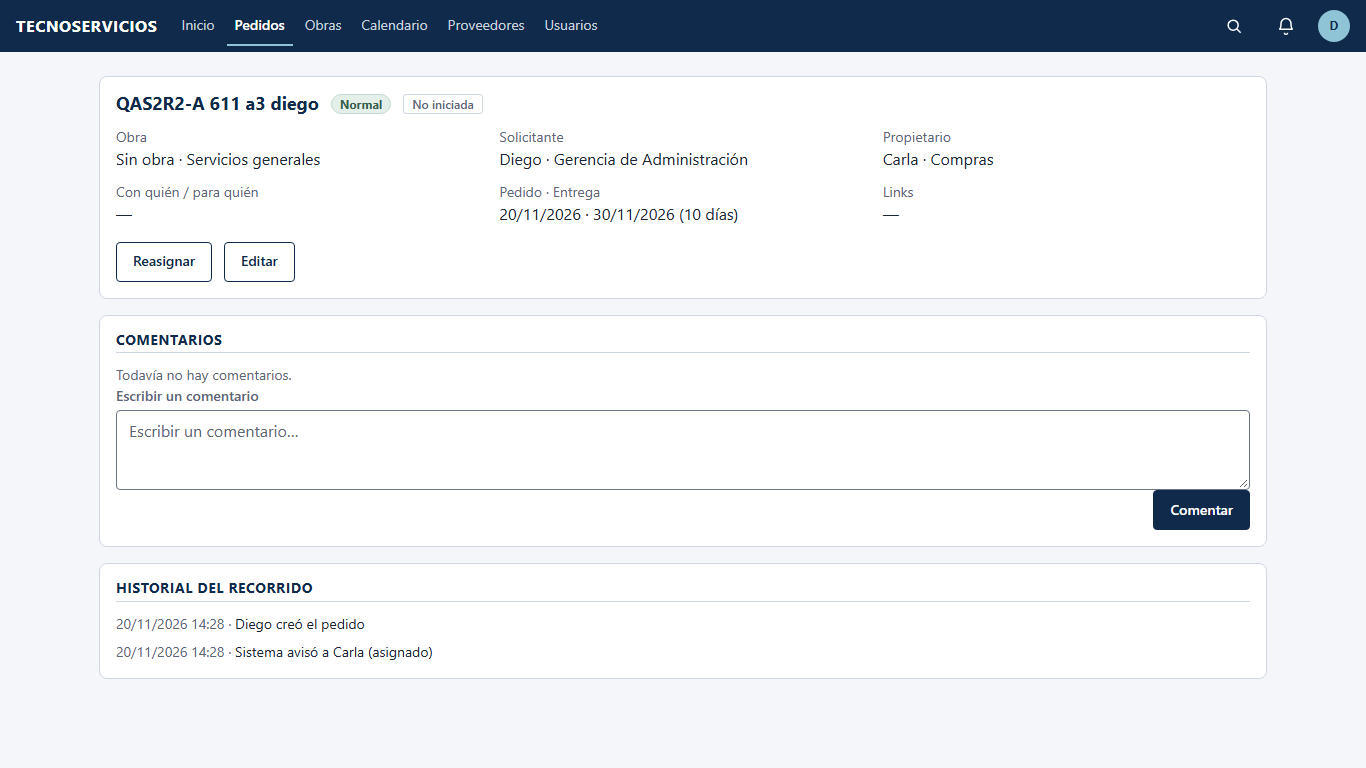 TECNOSERVICIOS Inicio Pedidos Obras Calendario Proveedores Usuarios D
QAS2R2-A 611 a3 diego Normal No iniciada
Obra Solicitante Propietario
Sin obra · Servicios generales Diego · Gerencia de Administración Carla · Compras
Con quién / para quién Pedido · Entrega Links
— 20/11/2026 · 30/11/2026 (10 días) —
Reasignar Editar
COMENTARIOS
Todavía no hay comentarios.
Escribir un comentario
Escribir un comentario...
Comentar
HISTORIAL DEL RECORRIDO
20/11/2026 14:28 · Diego creó el pedido
20/11/2026 14:28 · Sistema avisó a Carla (asignado)